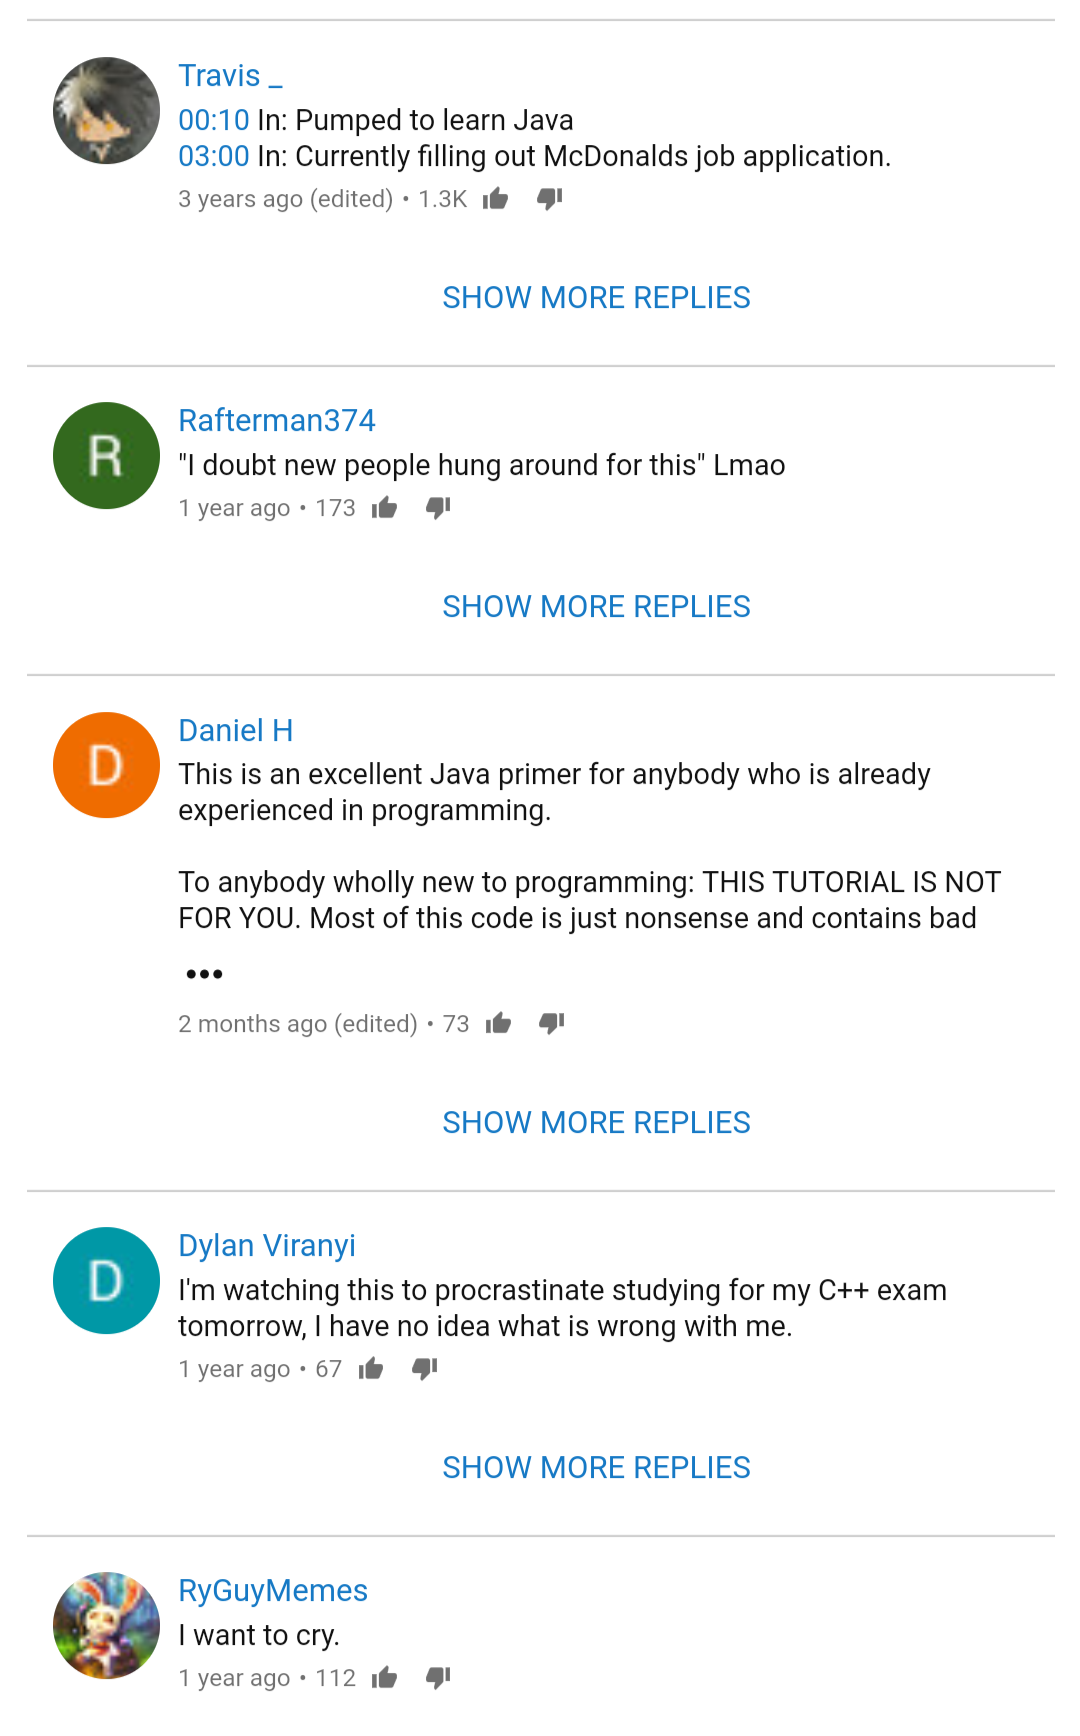 Travis _
00:10 In: Pumped to learn Java
03:00 In: Currently filling out McDonalds job application.
3 years ago (edited) • 1.3K
SHOW MORE REPLIES
R
Rafterman374
"I doubt new people hung around for this" Lmao
1 year ago • 173
SHOW MORE REPLIES
D
Daniel H
This is an excellent Java primer for anybody who is already
experienced in programming.
To anybody wholly new to programming: THIS TUTORIAL IS NOT
FOR YOU. Most of this code is just nonsense and contains bad
•••
2 months ago (edited) • 73
SHOW MORE REPLIES
D
Dylan Viranyi
I'm watching this to procrastinate studying for my C++ exam
tomorrow, I have no idea what is wrong with me.
1 year ago • 67
SHOW MORE REPLIES
RyGuyMemes
I want to cry.
1 year ago • 112